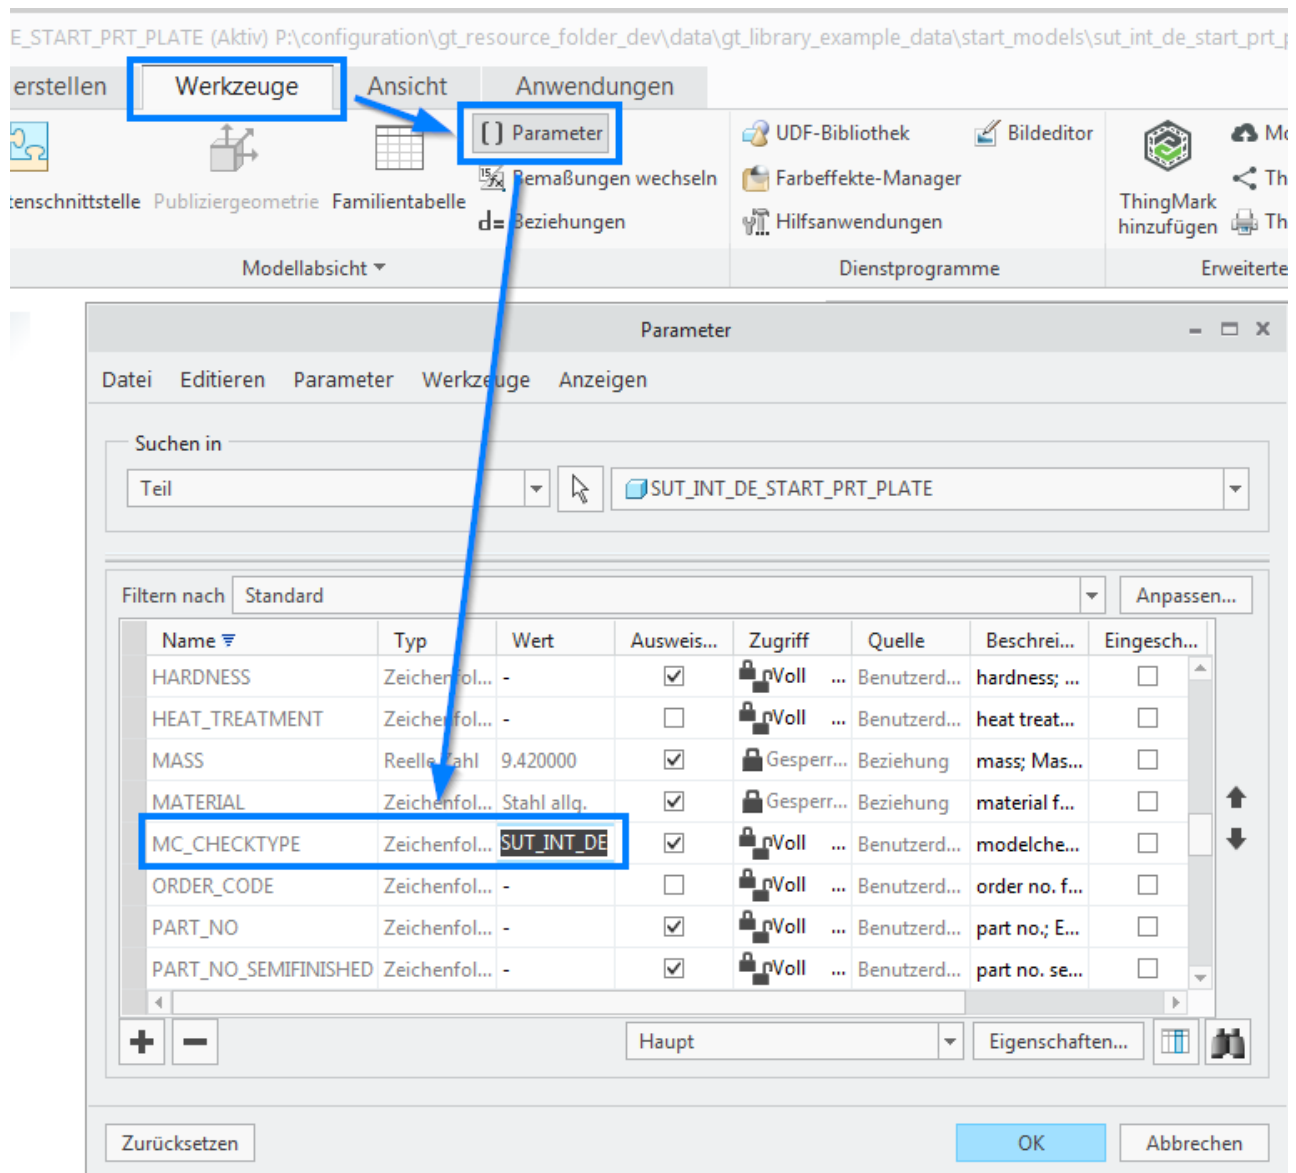 E_START_PRT_PLATE (Aktiv) P:\configuration\gt_resource_folder_dev\data\gt_library_example_data\start_models\sut_int_de_start_prt_p
erstellen Werkzeuge Ansicht Anwendungen
[ ] Parameter UDF-Bibliothek Bildeditor Mo
Bemaßungen wechseln Farbeffekte-Manager Th
tenschnittstelle Publiziergeometrie Familientabelle ThingMark
d= Beziehungen Hilfsanwendungen hinzufügen Th
Modellabsicht Dienstprogramme Erweiterte
Parameter
Datei Editieren Parameter Werkzeuge Anzeigen
Suchen in
Teil SUT_INT_DE_START_PRT_PLATE
Filtern nach Standard Anpassen...
Name Typ Wert Ausweis... Zugriff Quelle Beschrei... Eingesch...
HARDNESS Zeichenfol... - Voll ... Benutzerd... hardness; ...
HEAT_TREATMENT Zeichenfol... - Voll ... Benutzerd... heat treat...
MASS Reelle Zahl 9.420000 Gesperr... Beziehung mass; Mas...
MATERIAL Zeichenfol... Stahl allg. Gesperr... Beziehung material f...
MC_CHECKTYPE Zeichenfol... SUT_INT_DE Voll ... Benutzerd... modelche...
ORDER_CODE Zeichenfol... - Voll ... Benutzerd... order no. f...
PART_NO Zeichenfol... - Voll ... Benutzerd... part no.; E...
PART_NO_SEMIFINISHED Zeichenfol... - Voll ... Benutzerd... part no. se...
Haupt Eigenschaften...
Zurücksetzen OK Abbrechen